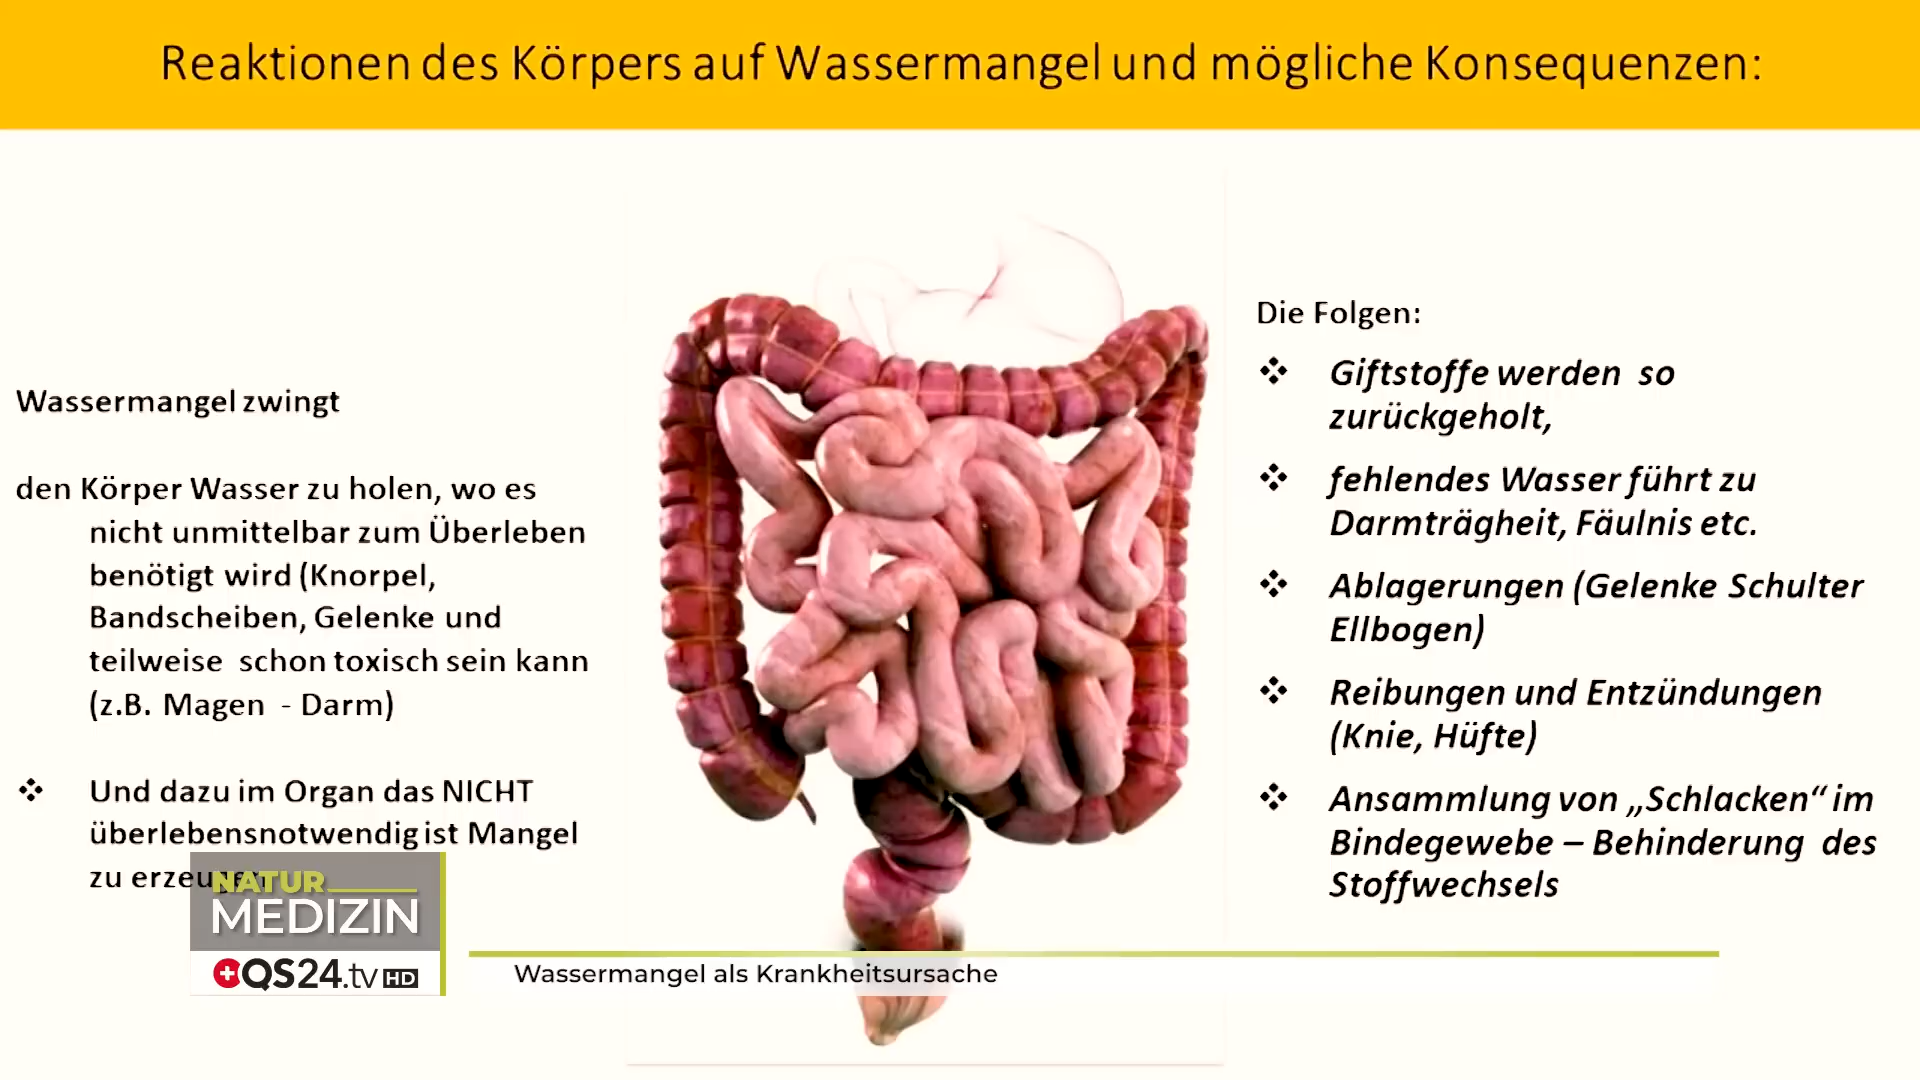 Reaktionen des Körpers auf Wassermangel und mögliche Konsequenzen:
Wassermangel zwingt
den Körper Wasser zu holen, wo es
nicht unmittelbar zum Überleben
benötigt wird (Knorpel,
Bandscheiben, Gelenke und
teilweise schon toxisch sein kann
(z.B. Magen - Darm)
❖ Und dazu im Organ das NICHT
überlebensnotwendig ist Mangel
zu
Die Folgen:
❖ Giftstoffe werden so
zurückgeholt,
❖ fehlendes Wasser führt zu
Darmträgheit, Fäulnis etc.
❖ Ablagerungen (Gelenke Schulter
Ellbogen)
❖ Reibungen und Entzündungen
(Knie, Hüfte)
❖ Ansammlung von „Schlacken“ im
Bindegewebe – Behinderung des
Stoffwechsels
NATUR
MEDIZIN
QS24.tv HD
Wassermangel als Krankheitsursache